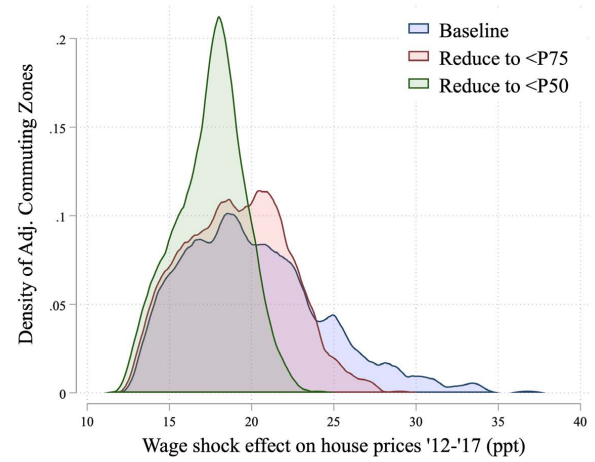 Baseline
Reduce to <P75
Reduce to <P50
Density of Adj. Commuting Zones
.2
.15
.1
.05
0
10 15 20 25 30 35 40
Wage shock effect on house prices '12-'17 (ppt)